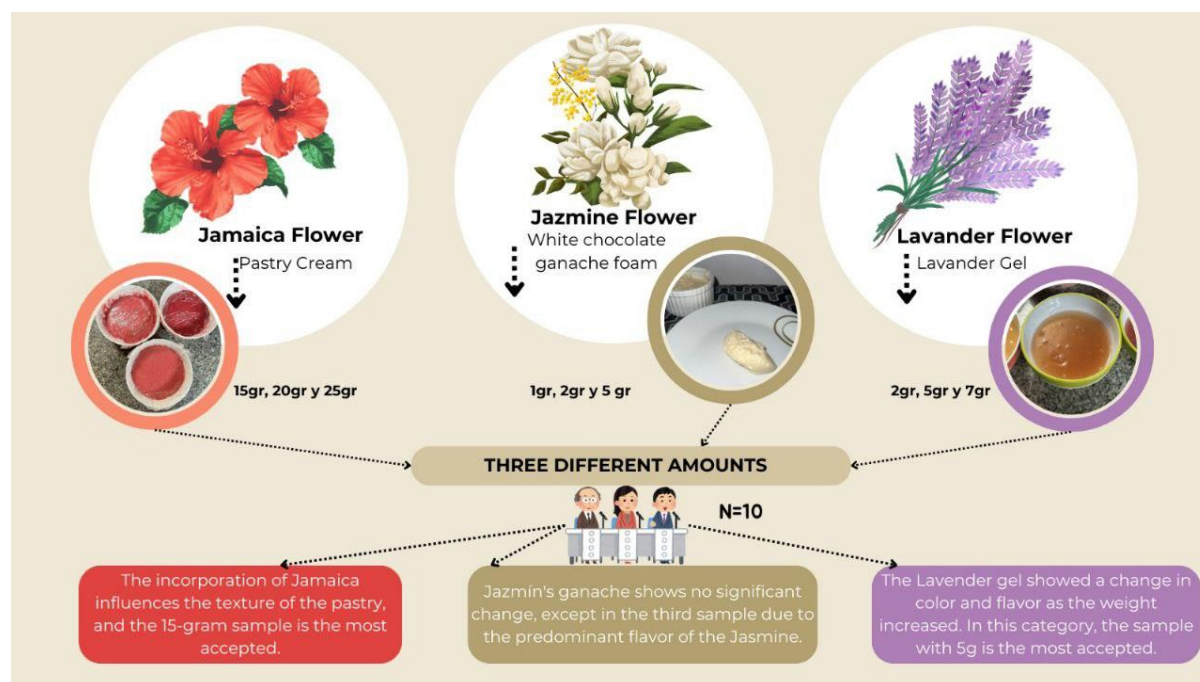 Jamaica Flower
Pastry Cream
15gr, 20gr y 25gr
Jazmine Flower
White chocolate
ganache foam
1gr, 2gr y 5 gr
Lavander Flower
Lavander Gel
2gr, 5gr y 7gr
THREE DIFFERENT AMOUNTS
N=10
The incorporation of Jamaica
influences the texture of the pastry,
and the 15-gram sample is the most
accepted.
Jazmín's ganache shows no significant
change, except in the third sample due to
the predominant flavor of the Jasmine.
The Lavender gel showed a change in
color and flavor as the weight
increased. In this category, the sample
with 5g is the most accepted.